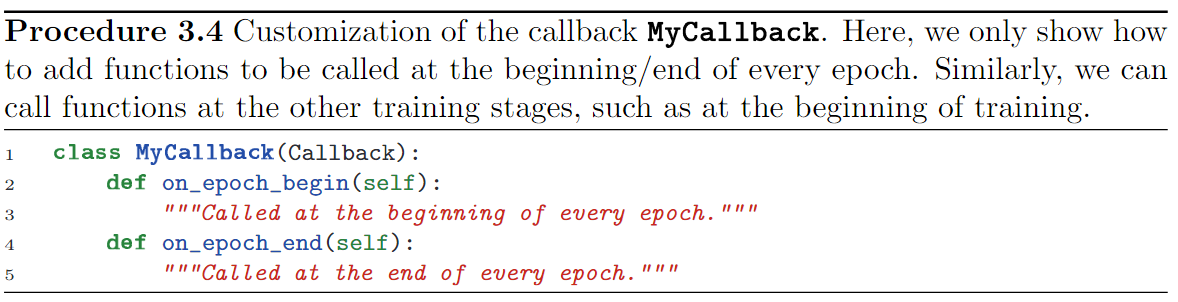 Procedure 3.4 Customization of the callback MyCallback. Here, we only show how
to add functions to be called at the beginning/end of every epoch. Similarly, we can
call functions at the other training stages, such as at the beginning of training.
1 class MyCallback(Callback):
2 def on_epoch_begin(self):
3 """Called at the beginning of every epoch."""
4 def on_epoch_end(self):
5 """Called at the end of every epoch."""